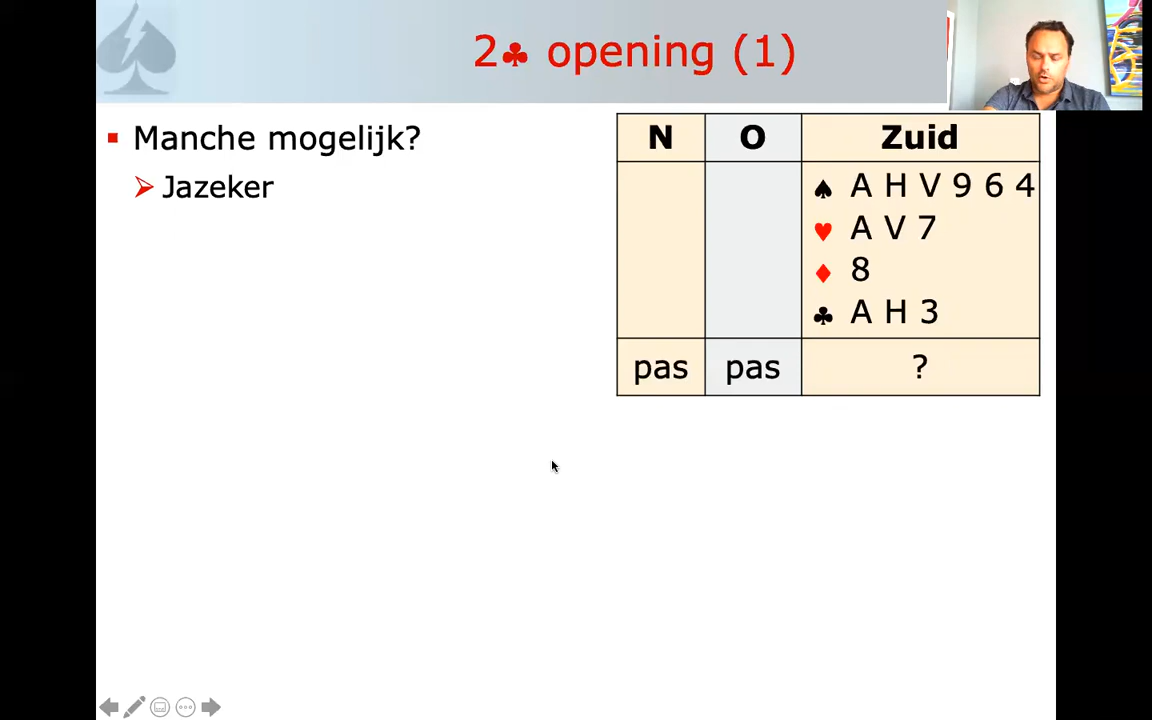 2♣ opening (1)
Manche mogelijk?
Jazeker
N O Zuid
♠ A H V 9 6 4
♥ A V 7
♦ 8
♣ A H 3
pas pas ?